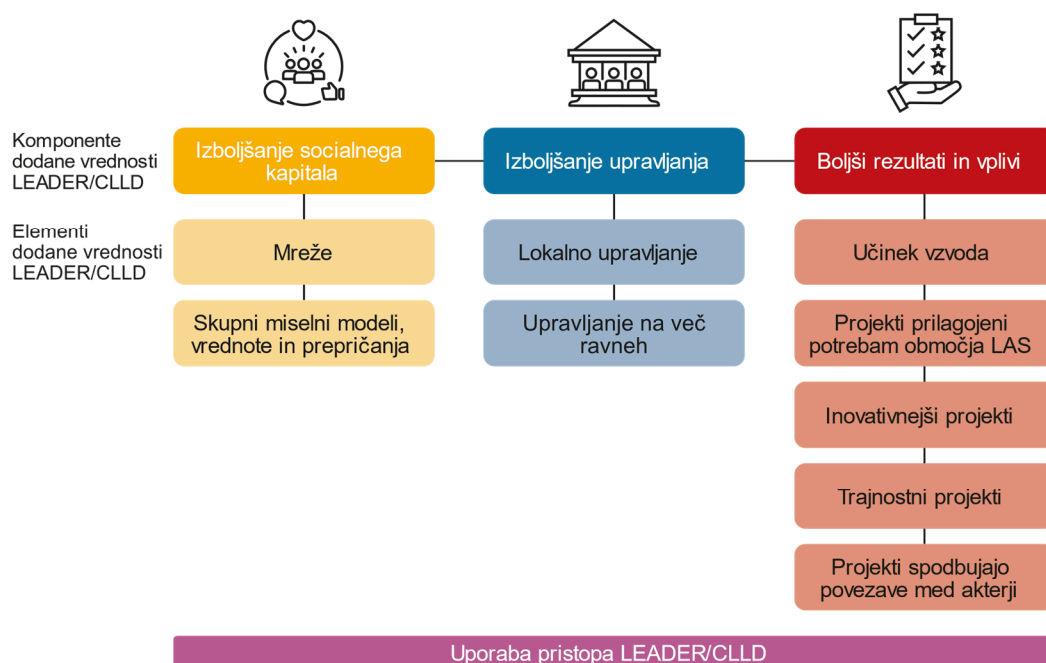 Komponente
dodane vrednosti
LEADER/CLLD
Izboljšanje socialnega
kapitala
Izboljšanje upravljanja
Boljši rezultati in vplivi
Elementi
dodane vrednosti
LEADER/CLLD
Mreže
Lokalno upravljanje
Učinek vzvoda
Skupni miselni modeli,
vrednote in prepričanja
Upravljanje na več
ravneh
Projekti prilagojeni
potrebam območja LAS
Inovativnejši projekti
Trajnostni projekti
Projekti spodbujajo
povezave med akterji
Uporaba pristopa LEADER/CLLD